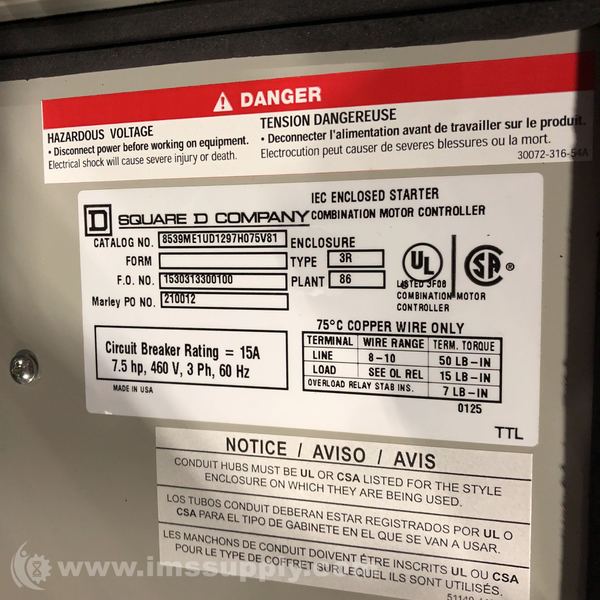 DANGER
HAZARDOUS VOLTAGE
• Disconnect power before working on equipment.
Electrical shock will cause severe injury or death.
TENSION DANGEREUSE
• Deconnecter l'alimentation avant de travailler sur le produit.
Electrocution peut causer de severes blessures ou la mort.
30072-316-54A
IEC ENCLOSED STARTER
D SQUARE D COMPANY COMBINATION MOTOR CONTROLLER
CATALOG NO. 8539ME1UD1297H075V81 ENCLOSURE
FORM TYPE 3R
F.O. NO. 1530313300100 PLANT 86
Marley PO NO. 210012
UL SA ®
LISTED 3F08
COMBINATION MOTOR
CONTROLLER
Circuit Breaker Rating = 15A
7.5 hp, 460 V, 3 Ph, 60 Hz
MADE IN USA
75°C COPPER WIRE ONLY
TERMINAL WIRE RANGE TERM. TORQUE
LINE 8-10 50 LB-IN
LOAD SEE OL REL 15 LB-IN
OVERLOAD RELAY STAB INS. 7 LB-IN
0125
TTL
NOTICE / AVISO / AVIS
CONDUIT HUBS MUST BE UL OR CSA LISTED FOR THE STYLE
ENCLOSURE ON WHICH THEY ARE BEING USED.
LOS TUBOS CONDUIT DEBERAN ESTAR REGISTRADOS POR UL O
CSA PARA EL TIPO DE GABINETE EN EL QUE SE VAN A USAR.
LES MANCHONS DE CONDUIT DOIVENT ÊTRE INSCRITS UL OU CSA
POUR LE TYPE DE COFFRET SUR LEQUEL ILS SONT UTILISÉS.
www.imssupply.com